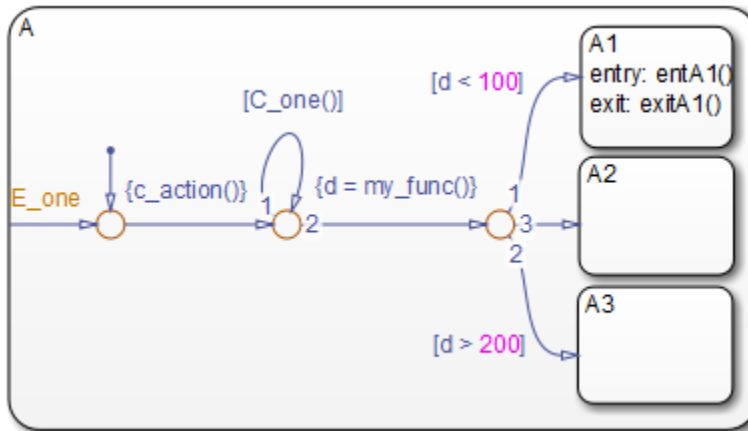 A
A1
entry: entA1()
exit: exitA1()
[d < 100]
[C_one()]
E_one
{c_action()}
1
2
{d = my_func()}
1
3
2
A2
A3
[d > 200]